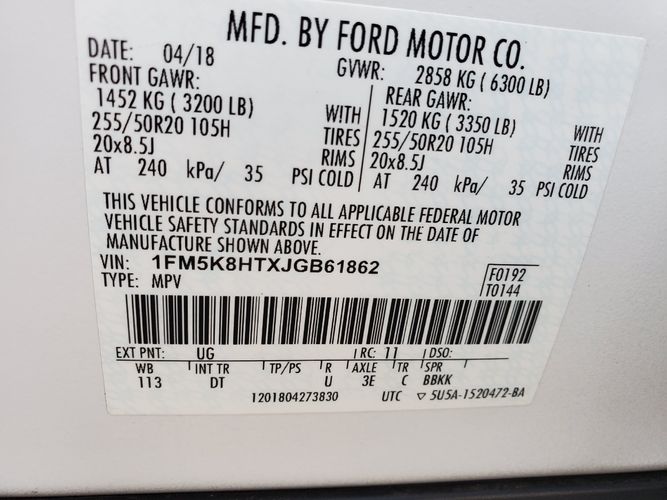 MFD. BY FORD MOTOR CO.
DATE: 04/18
GVWR: 2858 KG ( 6300 LB)
FRONT GAWR:
1452 KG ( 3200 LB) WITH
255/50R20 105H TIRES
20x8.5J RIMS
AT 240 kPa/ 35 PSI COLD
REAR GAWR:
1520 KG ( 3350 LB) WITH
255/50R20 105H TIRES
20x8.5J RIMS
AT 240 kPa/ 35 PSI COLD
THIS VEHICLE CONFORMS TO ALL APPLICABLE FEDERAL MOTOR
VEHICLE SAFETY STANDARDS IN EFFECT ON THE DATE OF
MANUFACTURE SHOWN ABOVE.
VIN: 1FM5K8HTXJGB61862
TYPE: MPV
F0192
T0144
EXT PNT: UG RC: 11 DSO:
WB INT TR TP/PS R AXLE TR SPR
113 DT U 3E C BBKK
1201804273830 UTC ▽ 5U5A-1520472-BA